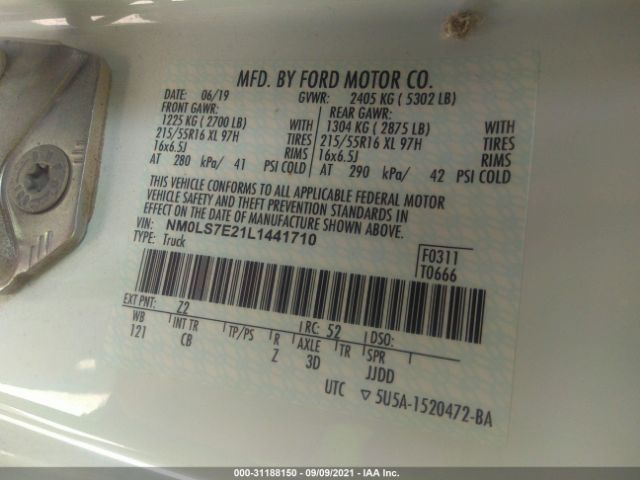 MFD. BY FORD MOTOR CO.
DATE: 06/19 GVWR: 2405 KG ( 5302 LB)
FRONT GAWR: REAR GAWR:
1225 KG ( 2700 LB) WITH 1304 KG ( 2875 LB) WITH
215/55R16 XL 97H TIRES 215/55R16 XL 97H TIRES
16x6.5J RIMS 16x6.5J RIMS
AT 280 kPa/ 41 PSI COLD AT 290 kPa/ 42 PSI COLD
THIS VEHICLE CONFORMS TO ALL APPLICABLE FEDERAL MOTOR
VEHICLE SAFETY AND THEFT PREVENTION STANDARDS IN
EFFECT ON THE DATE OF MANUFACTURE SHOWN ABOVE.
VIN: NM0LS7E21L1441710
TYPE: Truck
F0311
T0666
EXT PNT: Z2 RC: 52 DSO:
WB INT TR TP/PS R AXLE TR SPR
121 CB Z 3D JJDD
UTC ▽ 5U5A-1520472-BA
000-31188150 - 09/09/2021 - IAA Inc.